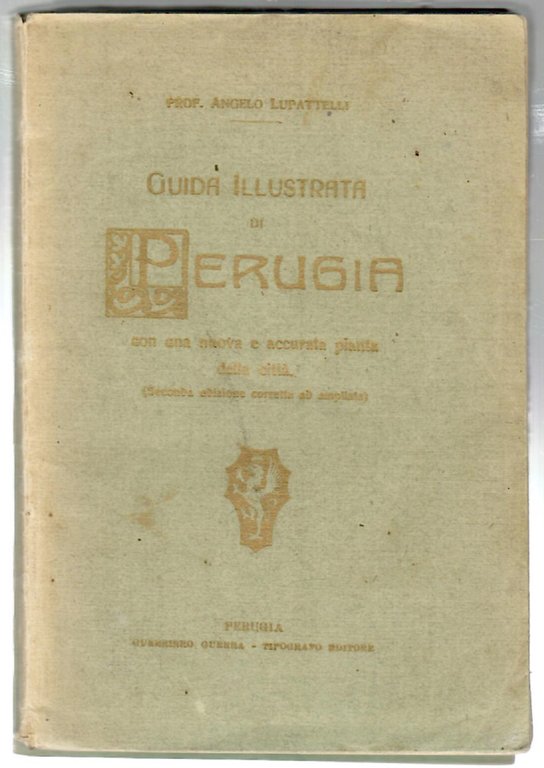 PROF. ANGELO LUPATTELLI
GUIDA ILLUSTRATA
DI
PERUGIA
con una nuova e accurata pianta
della città.
(Seconda edizione corretta ed ampliata)
PERUGIA
GUERRIERO GUERRA - TIPOGRAFO EDITORE